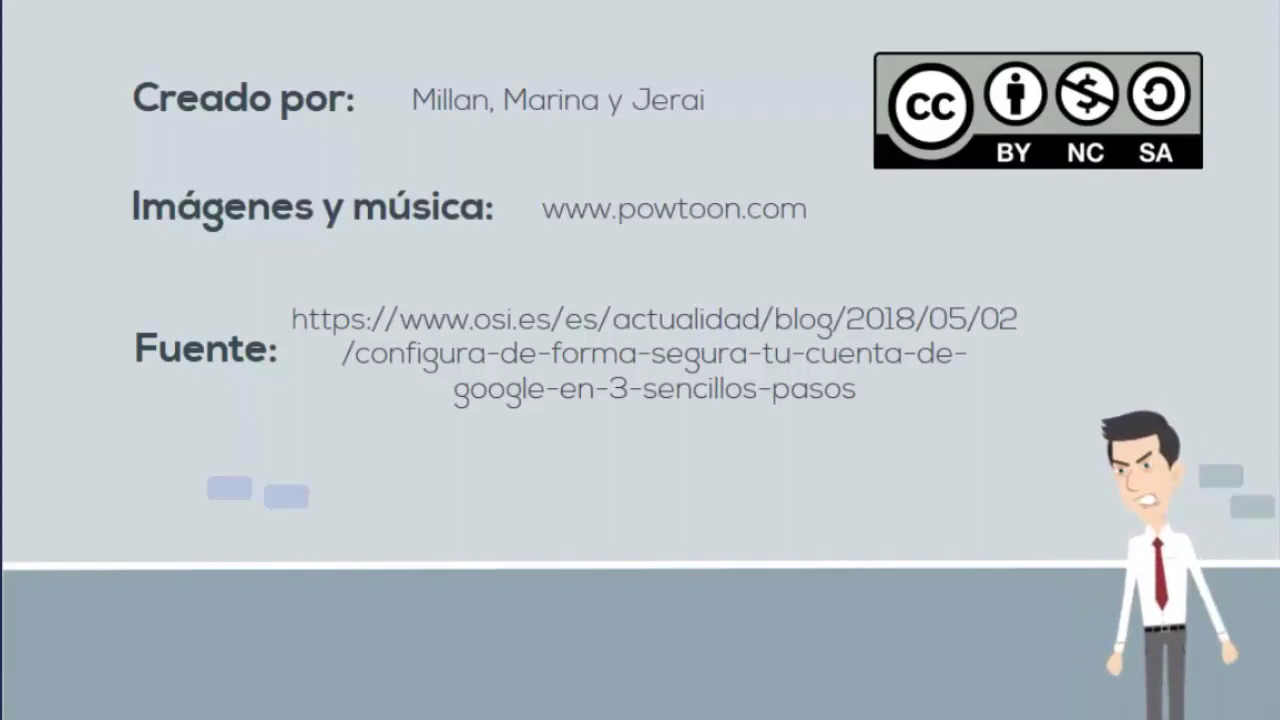 Creado por: Millan, Marina y Jerai
CC BY NC SA
Imágenes y música: www.powtoon.com
Fuente: https://www.osi.es/es/actualidad/blog/2018/05/02
/configura-de-forma-segura-tu-cuenta-de-
google-en-3-sencillos-pasos